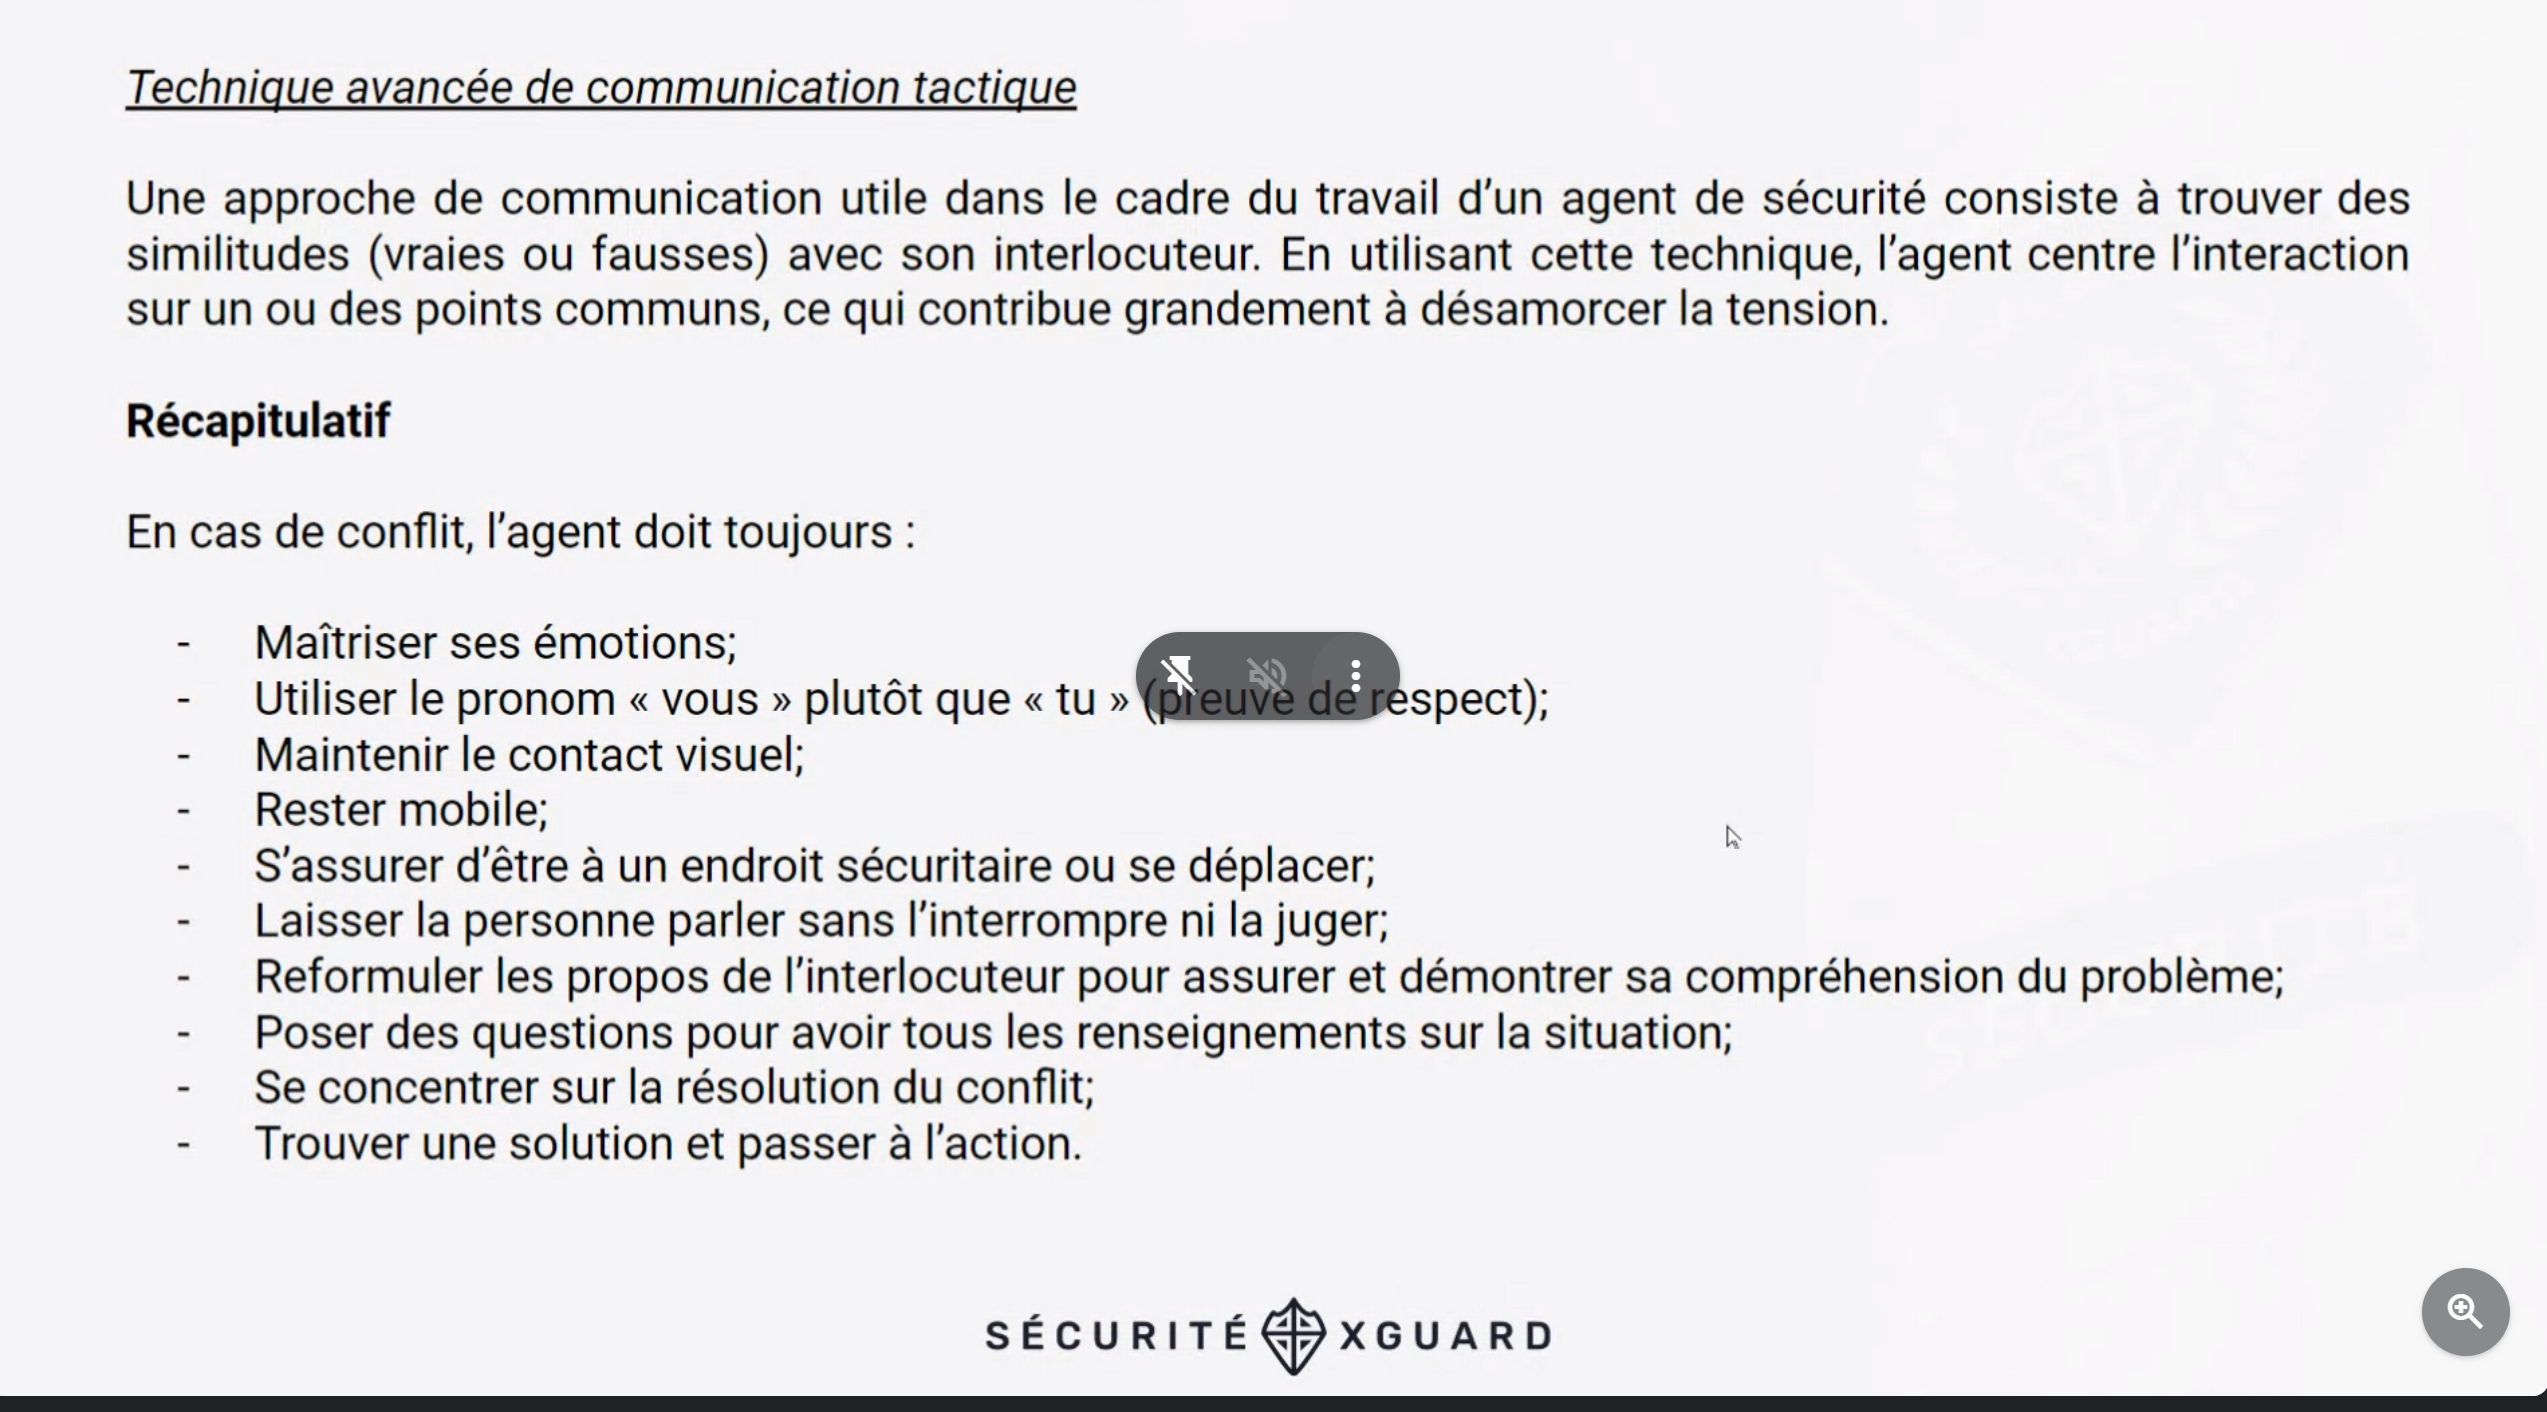 Technique avancée de communication tactique
Une approche de communication utile dans le cadre du travail d’un agent de sécurité consiste à trouver des
similitudes (vraies ou fausses) avec son interlocuteur. En utilisant cette technique, l’agent centre l’interaction
sur un ou des points communs, ce qui contribue grandement à désamorcer la tension.
Récapitulatif
En cas de conflit, l’agent doit toujours :
- Maîtriser ses émotions;
- Utiliser le pronom « vous » plutôt que « tu » (preuve de respect);
- Maintenir le contact visuel;
- Rester mobile;
- S’assurer d’être à un endroit sécuritaire ou se déplacer;
- Laisser la personne parler sans l’interrompre ni la juger;
- Reformuler les propos de l’interlocuteur pour assurer et démontrer sa compréhension du problème;
- Poser des questions pour avoir tous les renseignements sur la situation;
- Se concentrer sur la résolution du conflit;
- Trouver une solution et passer à l’action.
SÉCURITÉ
SÉCURITÉ XGUARD